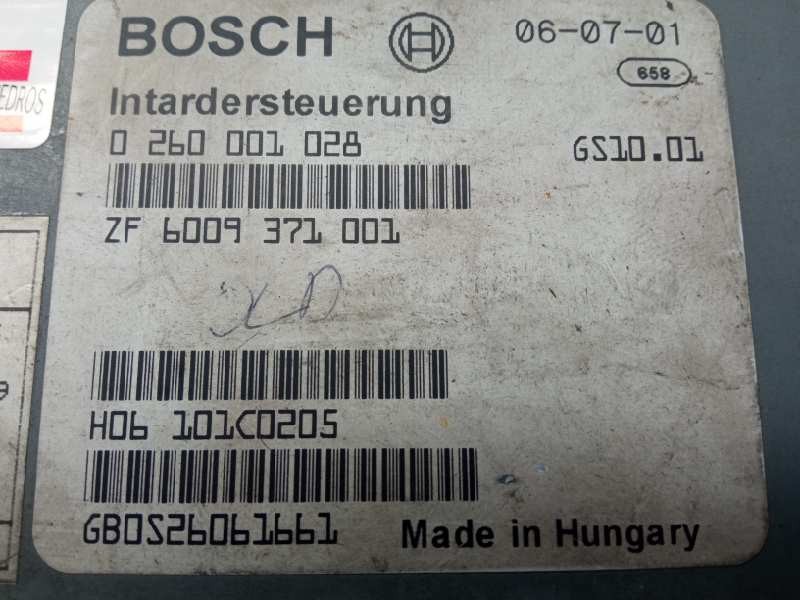 BOSCH 06-07-01
658
EDROS
Intardersteuerung
0 260 001 028 GS10.01
ZF 6009 371 001
H06 101C0205
GB0S26061661 Made in Hungary